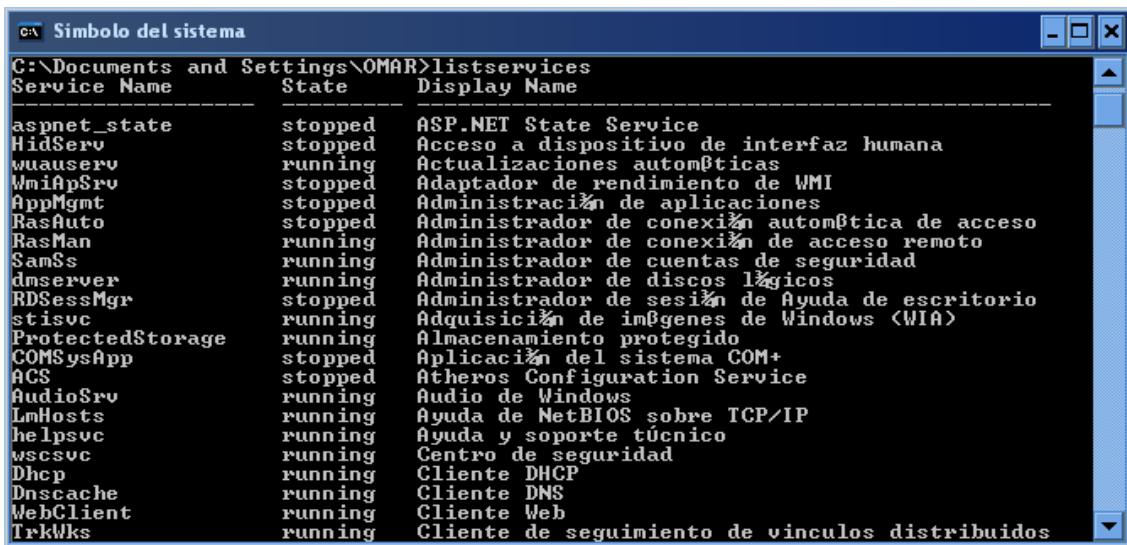 Símbolo del sistema
C:\Documents and Settings\OMAR>listservices
Service Name State Display Name
------------------ --------- -----------------------------------------------
aspnet_state stopped ASP.NET State Service
HidServ stopped Acceso a dispositivo de interfaz humana
wuauserv running Actualizaciones automßticas
WmiApSrv stopped Adaptador de rendimiento de WMI
AppMgmt stopped Administraci¾n de aplicaciones
RasAuto stopped Administrador de conexi¾n automßtica de acceso
RasMan running Administrador de conexi¾n de acceso remoto
SamSs running Administrador de cuentas de seguridad
dmserver running Administrador de discos l¾gicos
RDSessMgr stopped Administrador de sesi¾n de Ayuda de escritorio
stisvc running Adquisici¾n de imßgenes de Windows (WIA)
ProtectedStorage running Almacenamiento protegido
COMSysApp stopped Aplicaci¾n del sistema COM+
ACS stopped Atheros Configuration Service
AudioSrv running Audio de Windows
LmHosts running Ayuda de NetBIOS sobre TCP/IP
helpsvc running Ayuda y soporte tÚcnico
wscsvc running Centro de seguridad
Dhcp running Cliente DHCP
Dnscache running Cliente DNS
WebClient running Cliente Web
TrkWks running Cliente de seguimiento de vinculos distribuidos